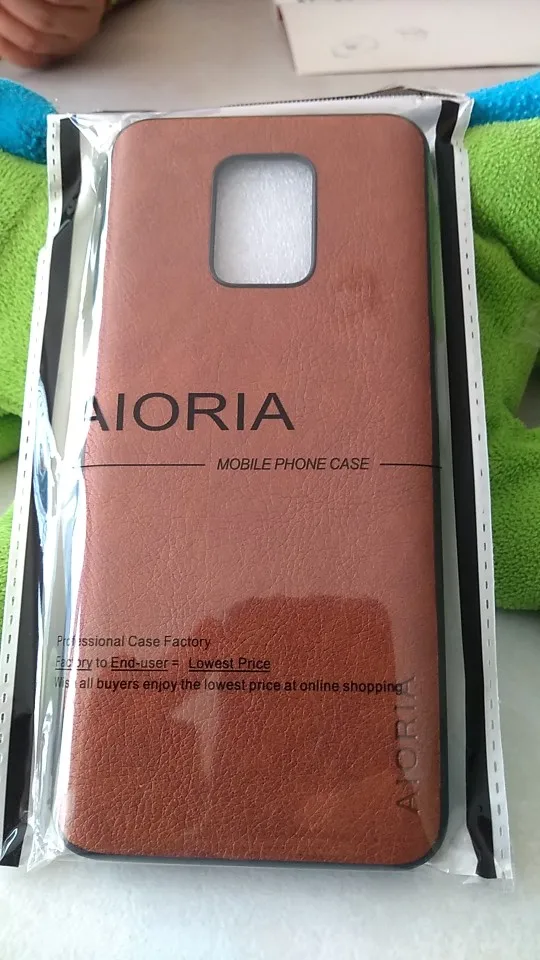 AIORIA
MOBILE PHONE CASE
Professional Case Factory
Factory to End-user = Lowest Price
Wish all buyers enjoy the lowest price at online shopping
AIORIA